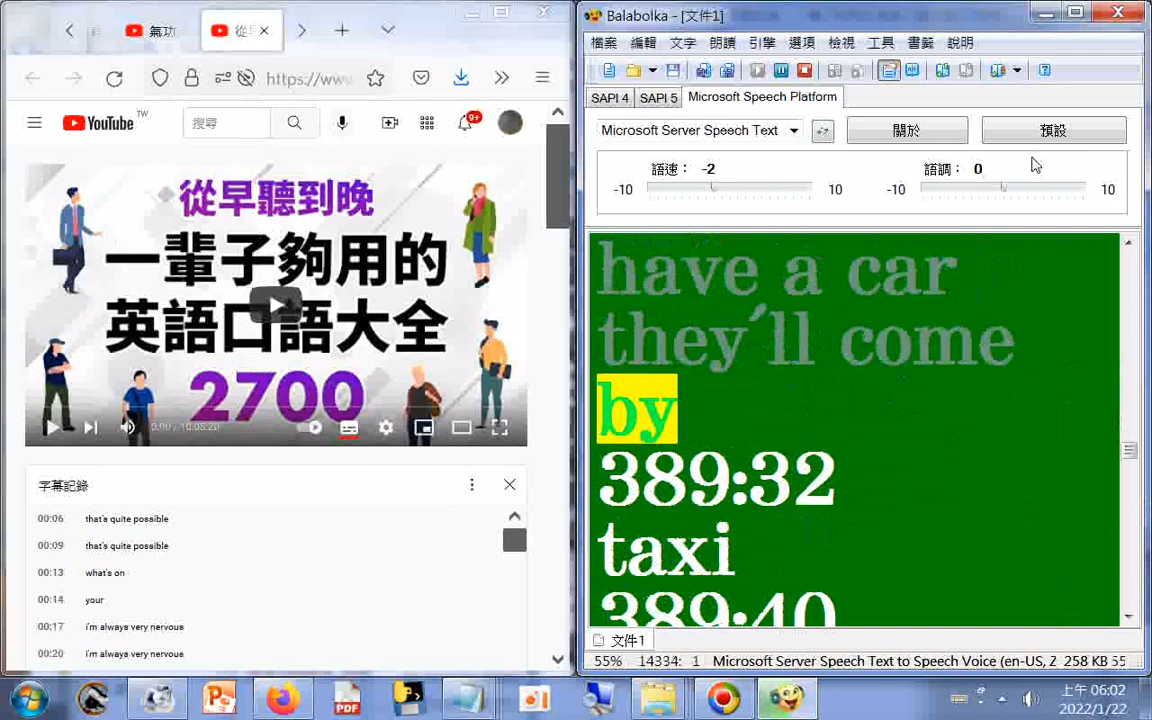 氣功
從
https://www
YouTube TW
搜尋
9+
從早聽到晚
一輩子夠用的
英語口語大全
2700
0:00 / 10:05:20
字幕記錄
00:06 that's quite possible
00:09 that's quite possible
00:13 what's on
00:14 your
00:17 i'm always very nervous
00:20 i'm always very nervous
Balabolka - [文件1]
檔案 編輯 文字 朗讀 引擎 選項 檢視 工具 書籤 說明
SAPI 4 SAPI 5 Microsoft Speech Platform
Microsoft Server Speech Text 關於 預設
語速： -2 語調： 0
-10 10 -10 10
have a car
they'll come
by
389:32
taxi
389:40
文件1
55% 14334: 1 Microsoft Server Speech Text to Speech Voice (en-US, 2 258 KB 55
PDF
上午 06:02
2022/1/22